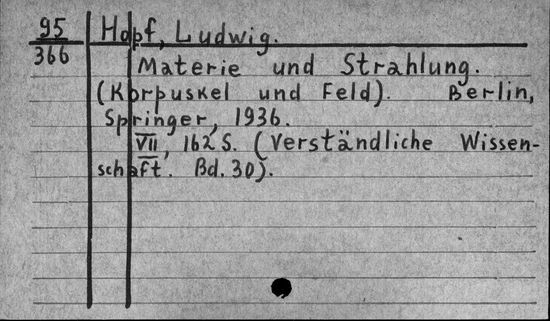 95 Hopf, Ludwig.
366 Materie und Strahlung.
(Korpuskel und Feld). Berlin,
Springer, 1936.
VII, 162 S. (Verständliche Wissen-
schaft. Bd. 30).